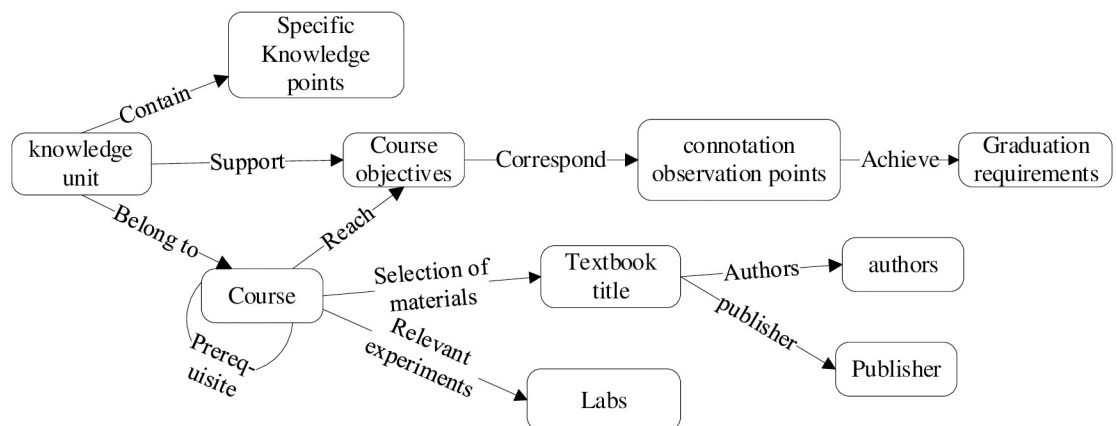 Specific
Knowledge
points
Contain
knowledge
unit
Support
Course
objectives
Correspond
connotation
observation points
Achieve
Graduation
requirements
Belong to
Reach
Course
Prereq-
uisite
Selection of
materials
Textbook
title
Authors
authors
publisher
Publisher
Relevant
experiments
Labs